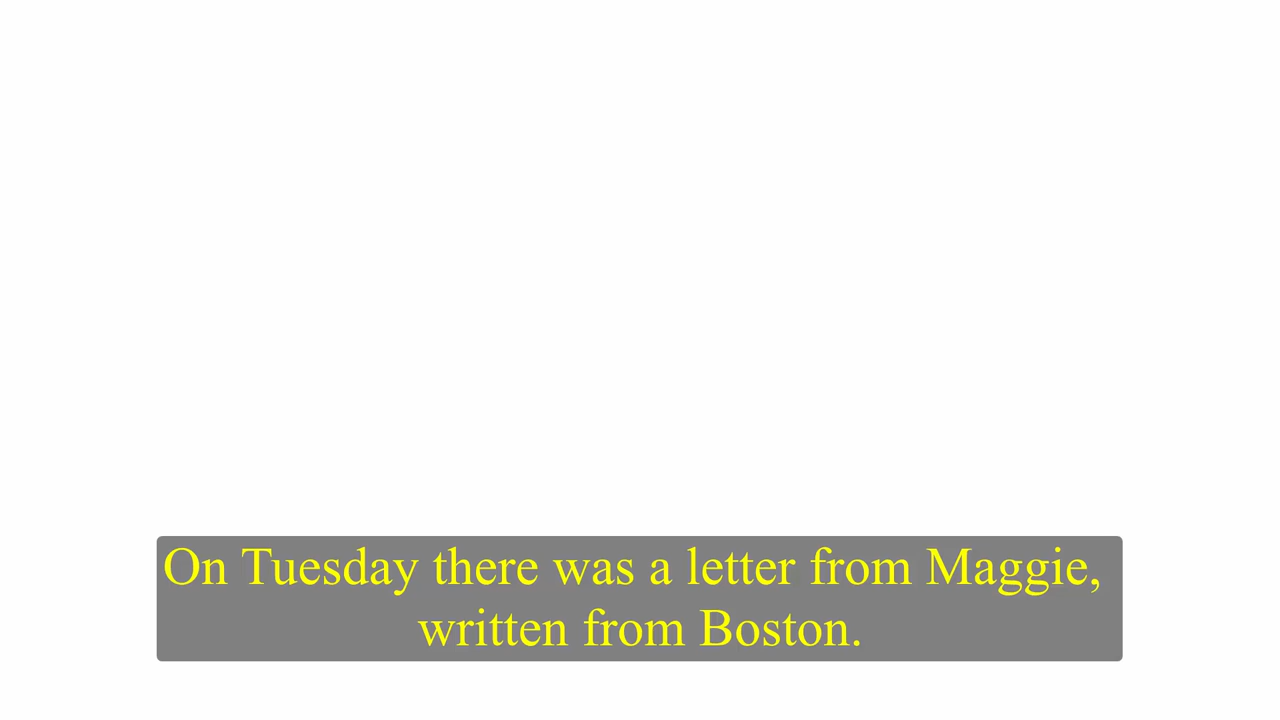 On Tuesday there was a letter from Maggie,
written from Boston.